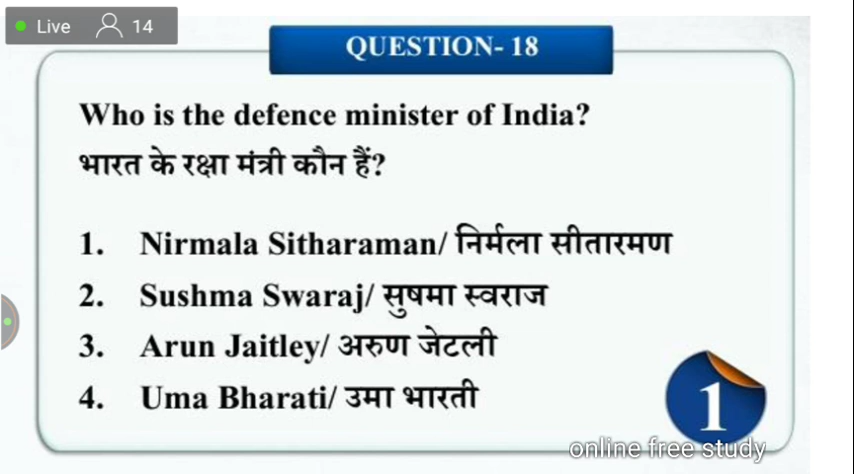 Live 14
QUESTION- 18
Who is the defence minister of India?
भारत के रक्षा मंत्री कौन हैं?
1. Nirmala Sitharaman/ निर्मला सीतारमण
2. Sushma Swaraj/ सुषमा स्वराज
3. Arun Jaitley/ अरुण जेटली
4. Uma Bharati/ उमा भारती
1
online free study